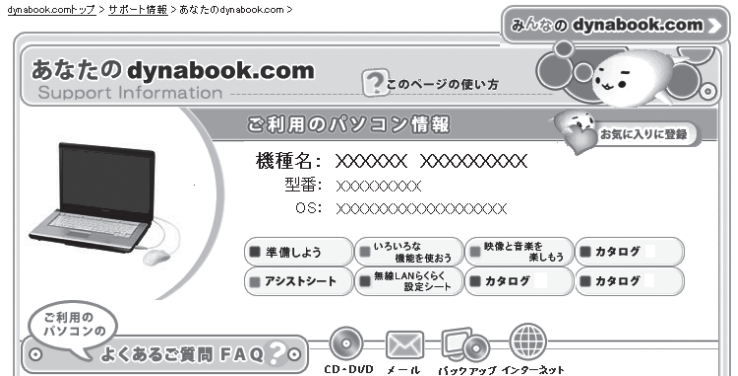 dynabook.comトップ > サポート情報 > あなたのdynabook.com >
みんなの dynabook.com
あなたの dynabook.com
Support Information
?このページの使い方
ご利用のパソコン情報
お気に入りに登録
機種名: XXXXXX XXXXXXXXX
型番: XXXXXXXXX
OS: XXXXXXXXXXXXXXXXXXX
準備しよう
いろいろな
機能を使おう
映像と音楽を
楽しもう
カタログ
アシストシート
無線LANらくらく
設定シート
カタログ
カタログ
ご利用の
パソコンの
よくあるご質問 FAQ?
CD・DVD メール バックアップ インターネット